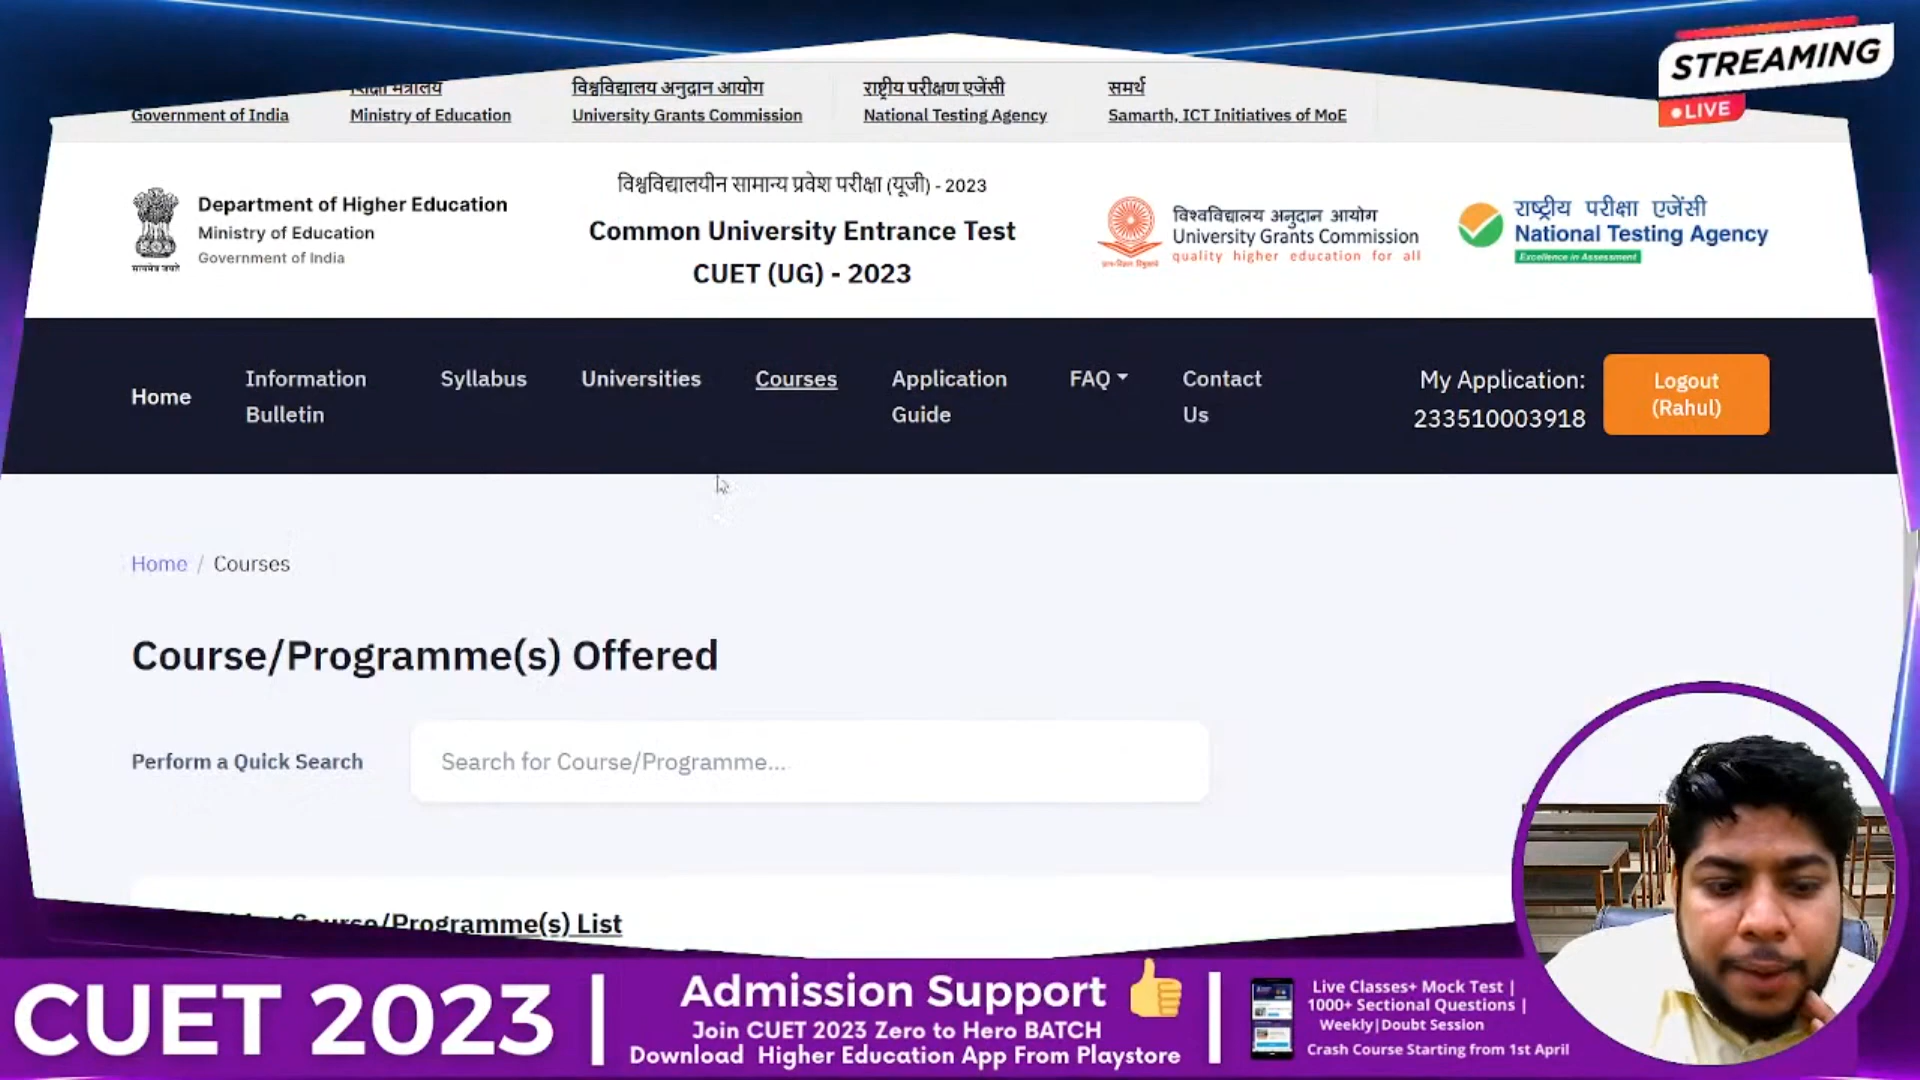 STREAMING
LIVE
शिक्षा मंत्रालय
विश्वविद्यालय अनुदान आयोग
राष्ट्रीय परीक्षण एजेंसी
समर्थ
Government of India
Ministry of Education
University Grants Commission
National Testing Agency
Samarth, ICT Initiatives of MoE
Department of Higher Education
Ministry of Education
Government of India
सत्यमेव जयते
विश्वविद्यालयीन सामान्य प्रवेश परीक्षा (यूजी) - 2023
Common University Entrance Test
CUET (UG) - 2023
विश्वविद्यालय अनुदान आयोग
University Grants Commission
quality higher education for all
राष्ट्रीय परीक्षा एजेंसी
National Testing Agency
Excellence in Assessment
Home
Information
Bulletin
Syllabus
Universities
Courses
Application
Guide
FAQ
Contact
Us
My Application:
233510003918
Logout
(Rahul)
Home / Courses
Course/Programme(s) Offered
Perform a Quick Search
Search for Course/Programme...
Course/Programme(s) List
CUET 2023
Admission Support
Join CUET 2023 Zero to Hero BATCH
Download Higher Education App From Playstore
Live Classes+ Mock Test |
1000+ Sectional Questions |
Weekly|Doubt Session
Crash Course Starting from 1st April